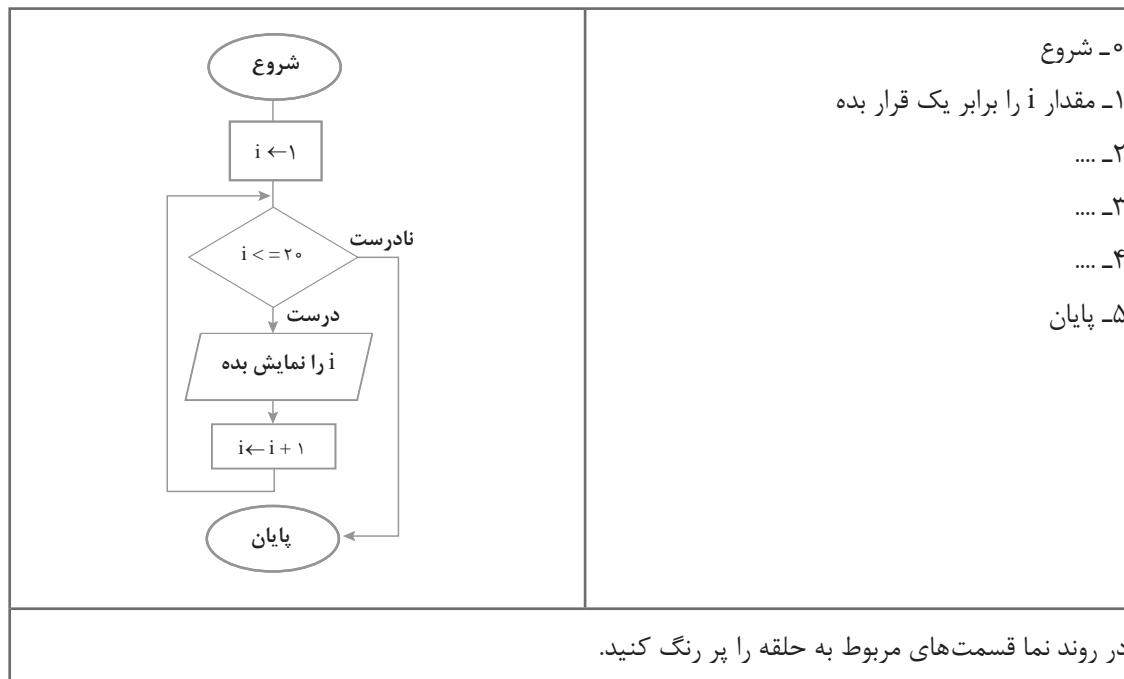 ۰ـ شروع
۱ـ مقدار i را برابر یک قرار بده
۲ـ ....
۳ـ ....
۴ـ ....
۵ـ پایان
شروع
i ←۱
i < = ۲۰
نادرست
درست
i را نمایش بده
i← i + ۱
پایان
در روند نما قسمت‌های مربوط به حلقه را پر رنگ کنید.